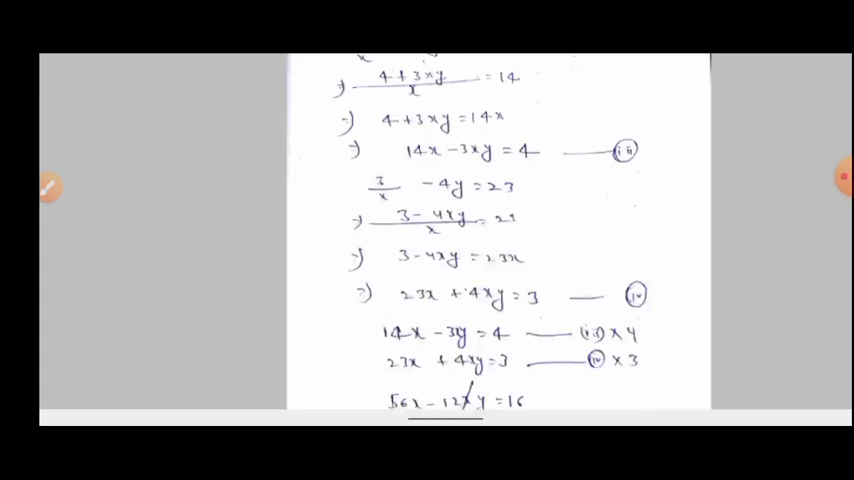 ⇒ 4 + 3xy / x = 14
⇒ 4 + 3xy = 14x
⇒ 14x - 3xy = 4 —— (iii)
3/x - 4y = 23
⇒ 3 - 4xy / x = 23
⇒ 3 - 4xy = 23x
⇒ 23x + 4xy = 3 —— (iv)
14x - 3xy = 4 —— (iii) × 4
23x + 4xy = 3 —— (iv) × 3
56x - 12xy = 16